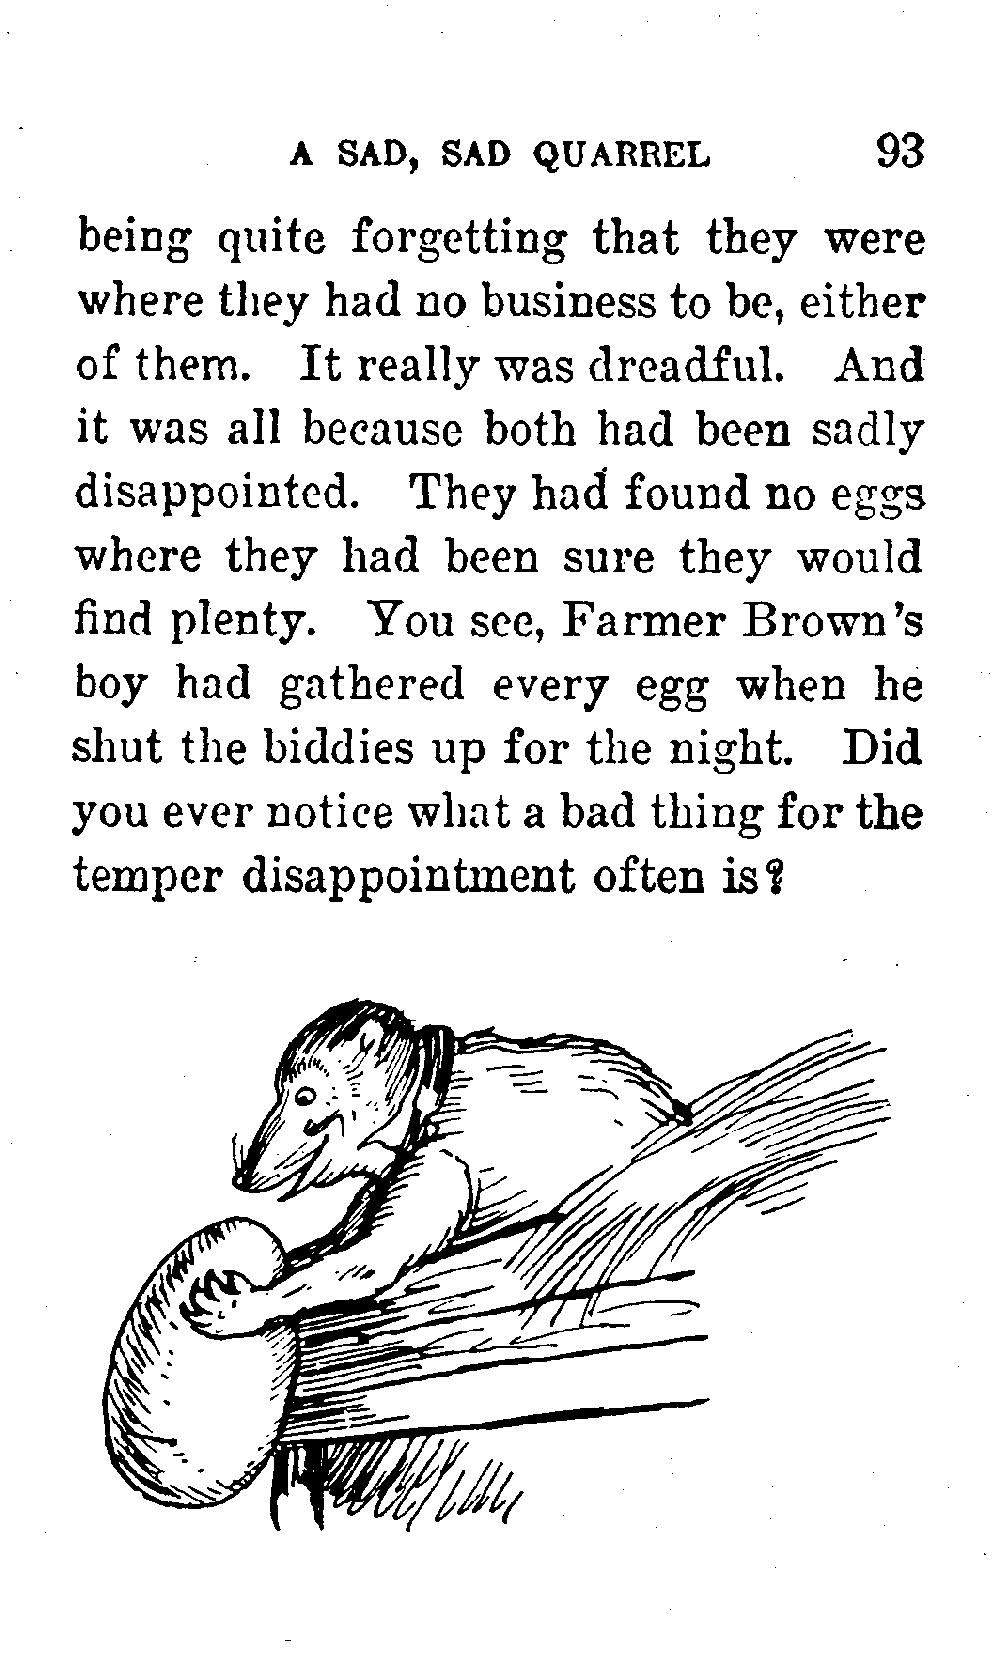 A SAD, SAD QUARREL 93
being quite forgetting that they were
where they had no business to be, either
of them. It really was dreadful. And
it was all because both had been sadly
disappointed. They had found no eggs
where they had been sure they would
find plenty. You see, Farmer Brown's
boy had gathered every egg when he
shut the biddies up for the night. Did
you ever notice what a bad thing for the
temper disappointment often is?